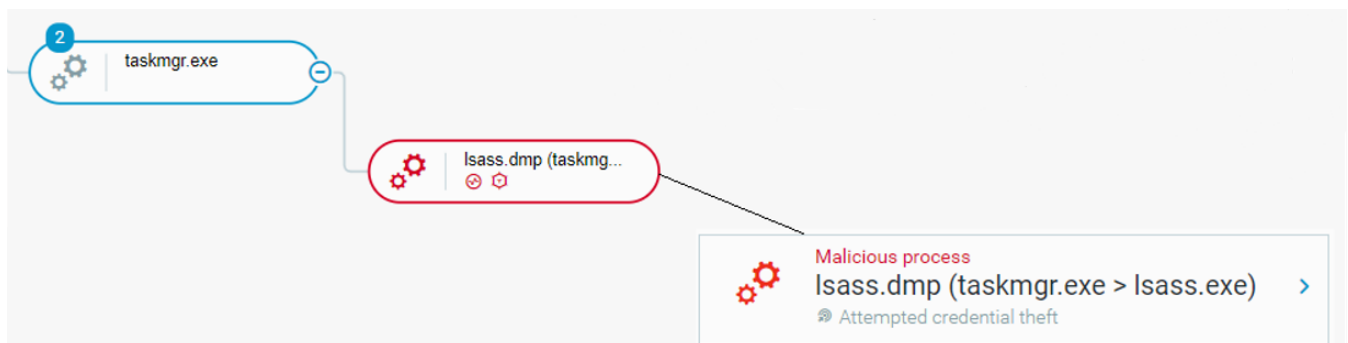 2
taskmgr.exe
lsass.dmp (taskmg...
Malicious process
lsass.dmp (taskmgr.exe > lsass.exe)
Attempted credential theft